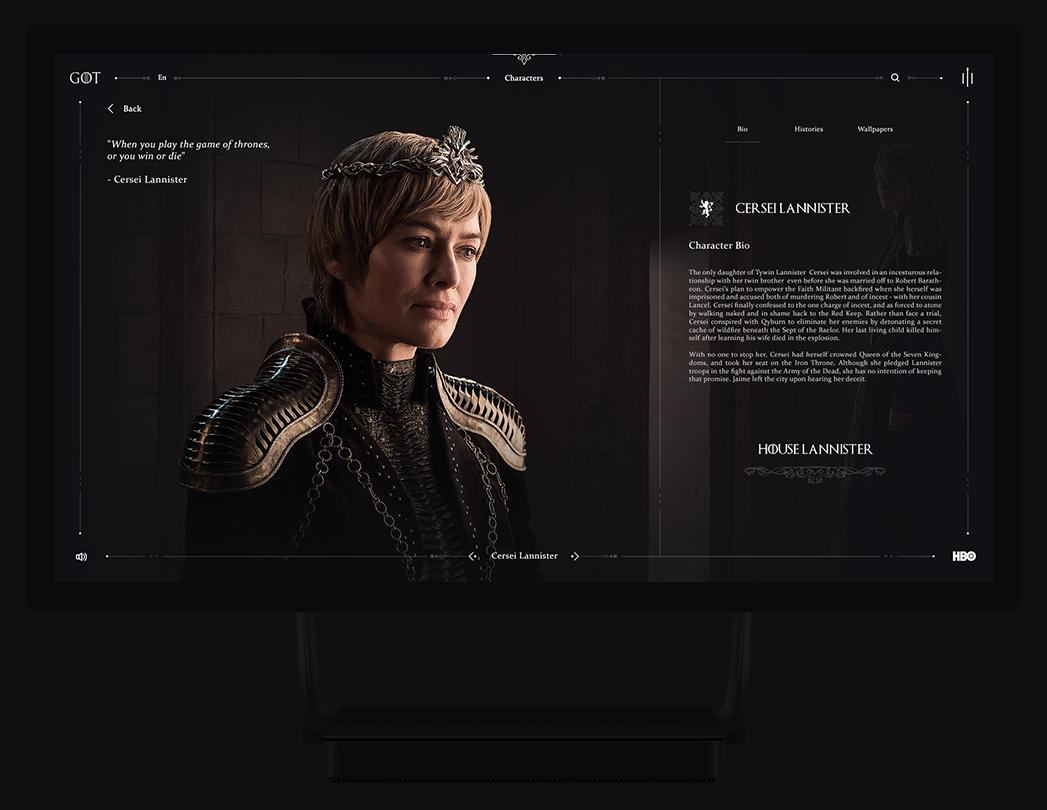 GOT
En
Characters
Back
"When you play the game of thrones,
or you win or die"
- Cersei Lannister
Bio
Histories
Wallpapers
CERSEI LANNISTER
Character Bio
The only daughter of Tywin Lannister Cersei was involved in an incesturous rela-
tionship with her twin brother even before she was married off to Robert Barath-
eon. Cersei's plan to empower the Faith Militant backfired when she herself was
imprisoned and accused both of murdering Robert and of incest - with her cousin
Lancel. Cersei finally confessed to the one charge of incest, and as forced to atone
by walking naked and in shame back to the Red Keep. Rather than face a trial,
Cersei conspired with Qyburn to eliminate her enemies by detonating a secret
cache of wildfire beneath the Sept of the Baelor. Her last living child killed him-
self after learning his wife died in the explosion.
With no one to stop her, Cersei had herself crowned Queen of the Seven King-
doms, and took her seat on the Iron Throne. Although she pledged Lannister
troops in the fight against the Army of the Dead, she has no intention of keeping
that promise. Jaime left the city upon hearing her deceit.
HOUSE LANNISTER
Cersei Lannister
HBO